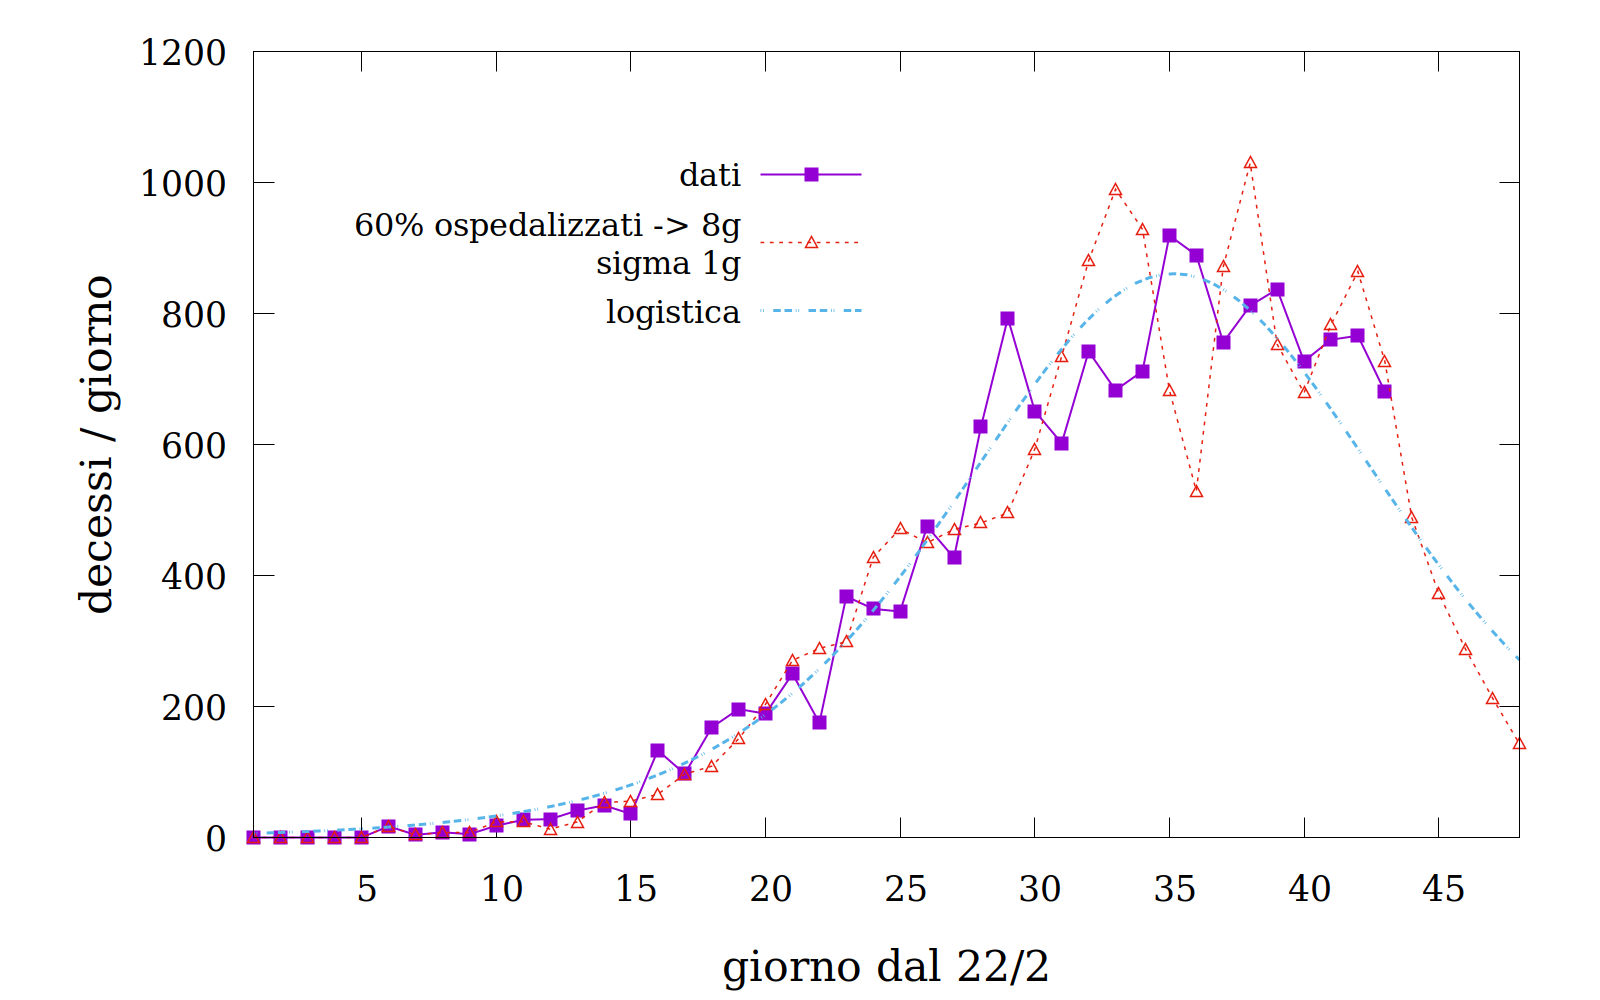 1200
1000
800
600
400
200
0
decessi / giorno
dati
60% ospedalizzati -> 8g
sigma 1g
logistica
5 10 15 20 25 30 35 40 45
giorno dal 22/2